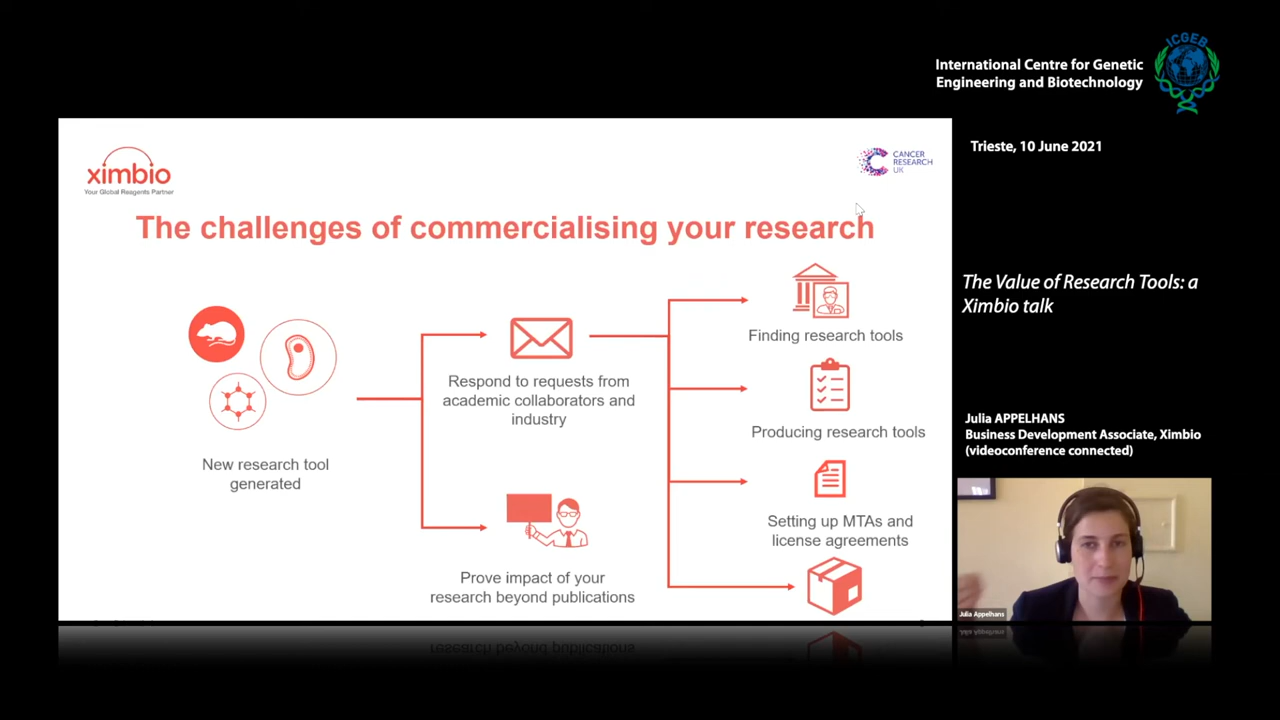 International Centre for Genetic
Engineering and Biotechnology
ICGEB
Trieste, 10 June 2021
ximbio
Your Global Reagents Partner
CANCER
RESEARCH
UK
The challenges of commercialising your research
New research tool
generated
Respond to requests from
academic collaborators and
industry
Prove impact of your
research beyond publications
Finding research tools
Producing research tools
Setting up MTAs and
license agreements
The Value of Research Tools: a
Ximbio talk
Julia APPELHANS
Business Development Associate, Ximbio
(videoconference connected)
Julia Appelhans